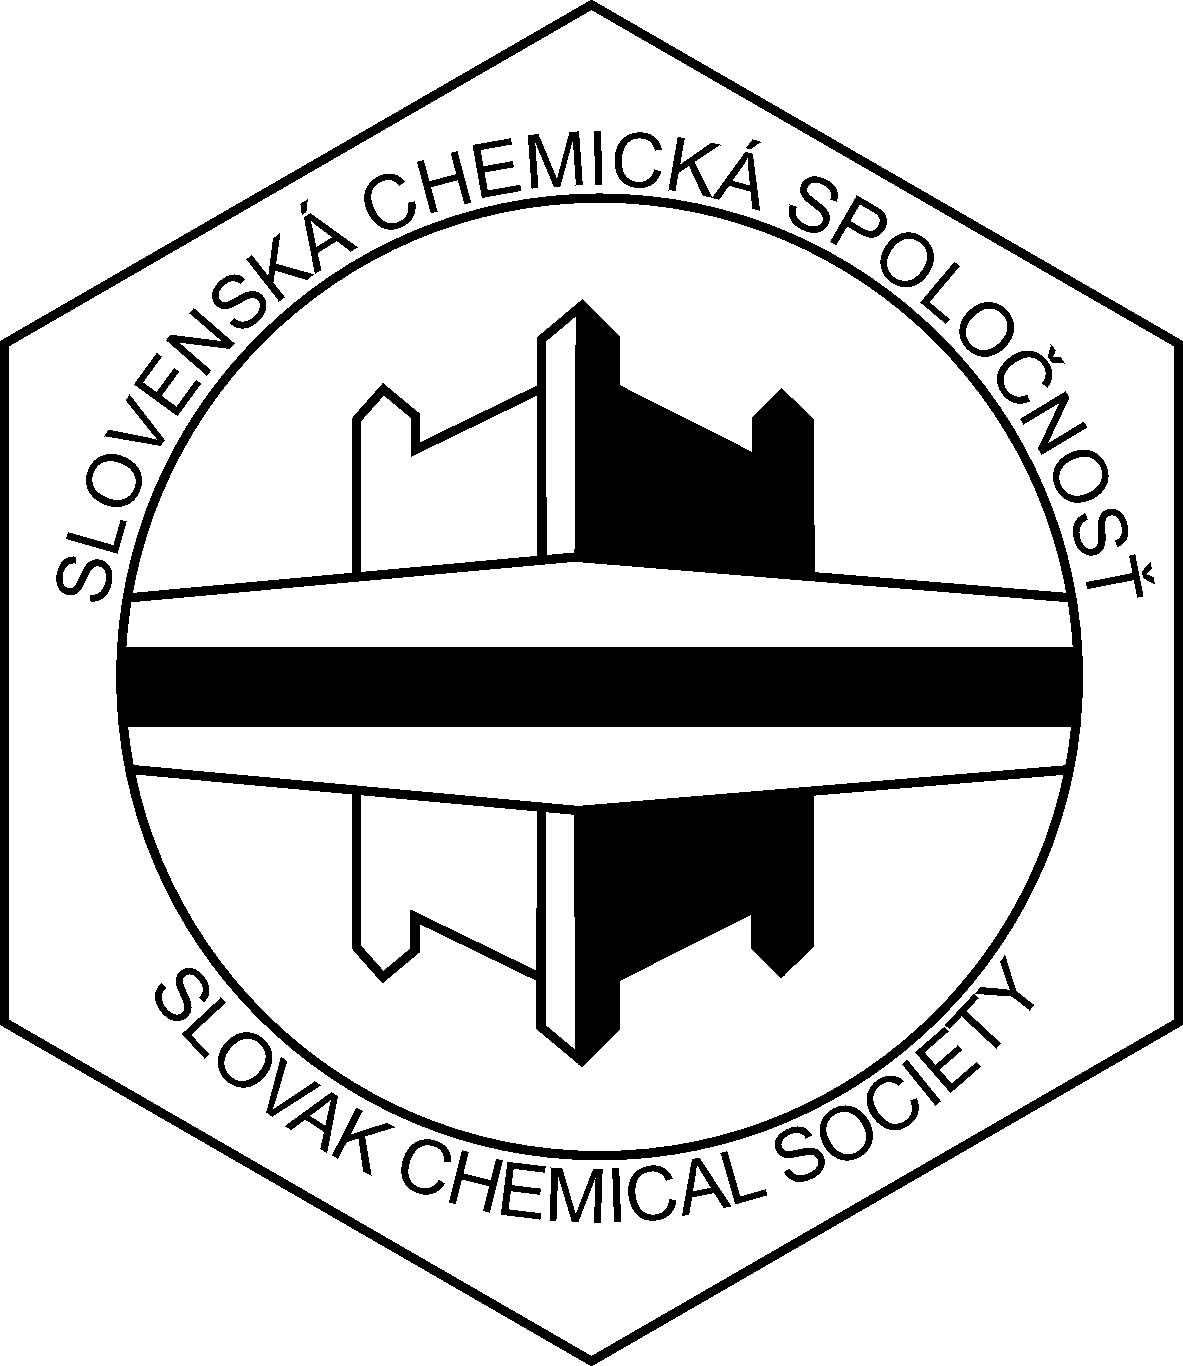 SLOVENSKÁ CHEMICKÁ SPOLOČNOSŤ
SLOVAK CHEMICAL SOCIETY